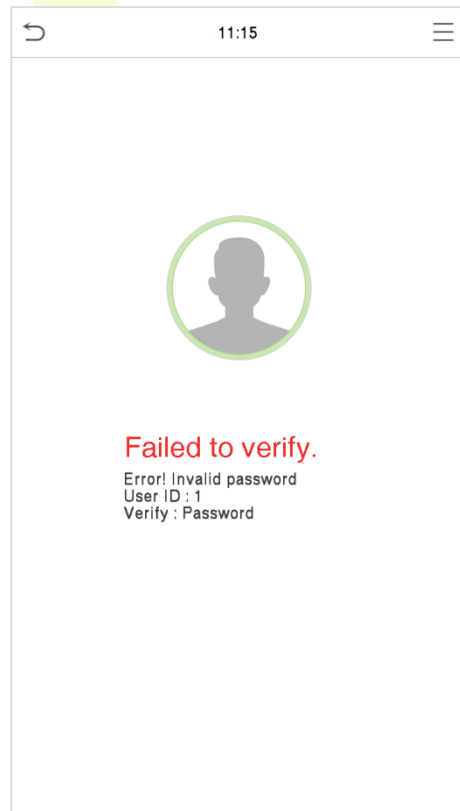 11:15
Failed to verify.
Error! Invalid password
User ID : 1
Verify : Password